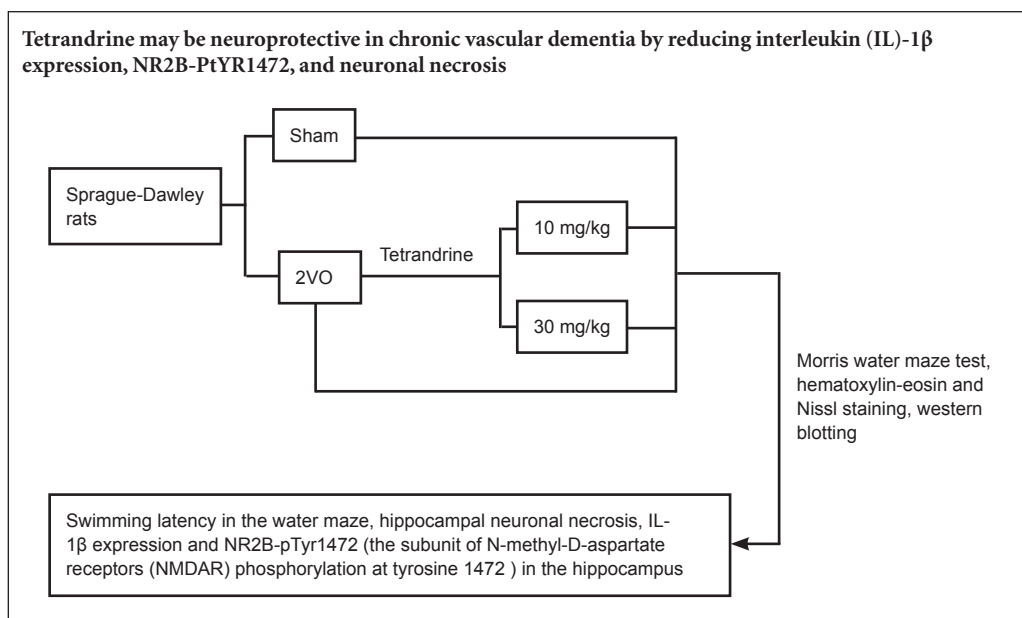 Tetrandrine may be neuroprotective in chronic vascular dementia by reducing interleukin (IL)-1β
expression, NR2B-PtYR1472, and neuronal necrosis
Sham
Sprague-Dawley
rats
10 mg/kg
Tetrandrine
2VO
30 mg/kg
Morris water maze test,
hematoxylin-eosin and
Nissl staining, western
blotting
Swimming latency in the water maze, hippocampal neuronal necrosis, IL-
1β expression and NR2B-pTyr1472 (the subunit of N-methyl-D-aspartate
receptors (NMDAR) phosphorylation at tyrosine 1472 ) in the hippocampus